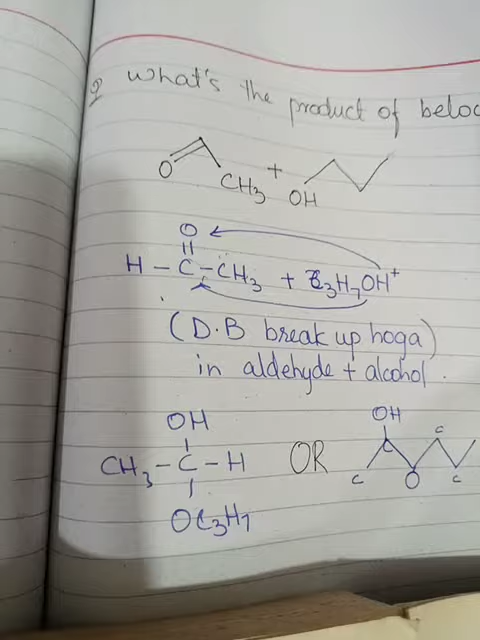 Q What's the product of belo
O CH3 + OH
O
H - C - CH3 + C3H7OH+
(D.B break up hoga)
in aldehyde + alcohol.
OH OH
CH3 - C - H OR C C O C C
OC3H7